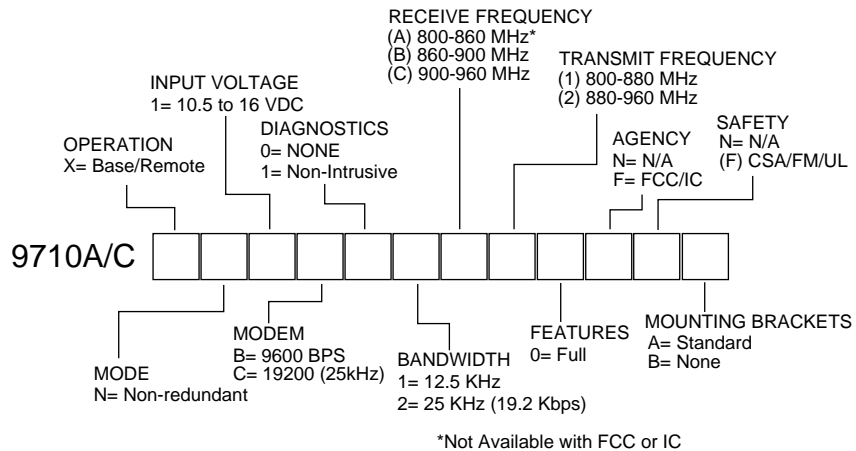 RECEIVE FREQUENCY
(A) 800-860 MHz*
(B) 860-900 MHz
(C) 900-960 MHz
TRANSMIT FREQUENCY
(1) 800-880 MHz
(2) 880-960 MHz
INPUT VOLTAGE
1= 10.5 to 16 VDC
DIAGNOSTICS
0= NONE
1= Non-Intrusive
OPERATION
X= Base/Remote
AGENCY
N= N/A
F= FCC/IC
SAFETY
N= N/A
(F) CSA/FM/UL
9710A/C
MODE
N= Non-redundant
MODEM
B= 9600 BPS
C= 19200 (25kHz)
BANDWIDTH
1= 12.5 KHz
2= 25 KHz (19.2 Kbps)
FEATURES
0= Full
MOUNTING BRACKETS
A= Standard
B= None
*Not Available with FCC or IC